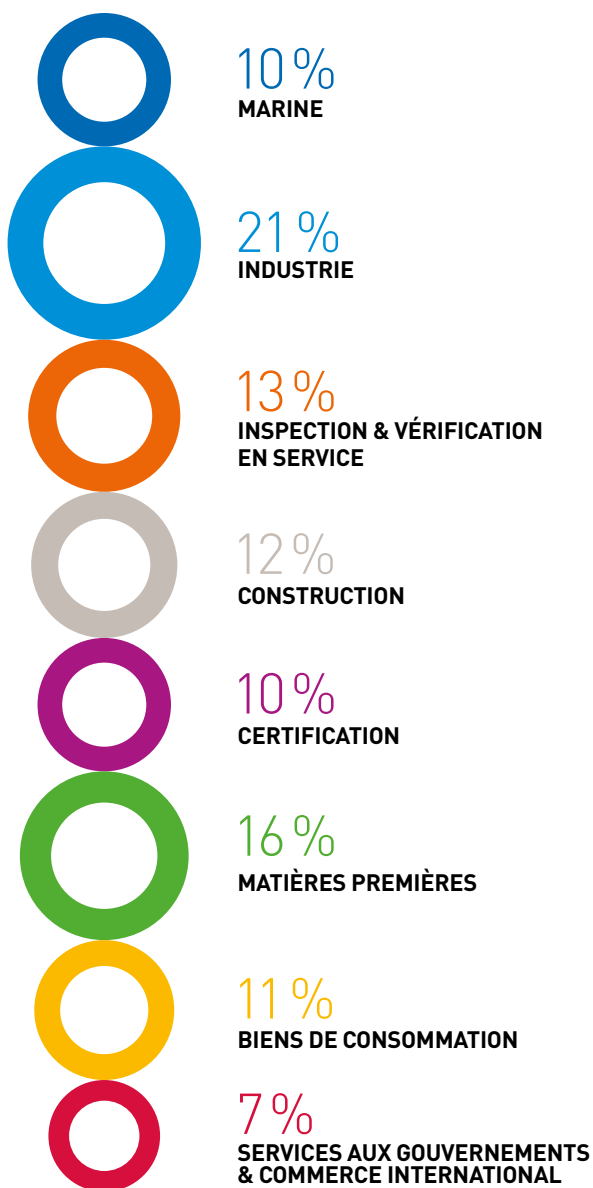 10 %
MARINE
21 %
INDUSTRIE
13 %
INSPECTION & VÉRIFICATION
EN SERVICE
12 %
CONSTRUCTION
10 %
CERTIFICATION
16 %
MATIÈRES PREMIÈRES
11 %
BIENS DE CONSOMMATION
7 %
SERVICES AUX GOUVERNEMENTS
& COMMERCE INTERNATIONAL